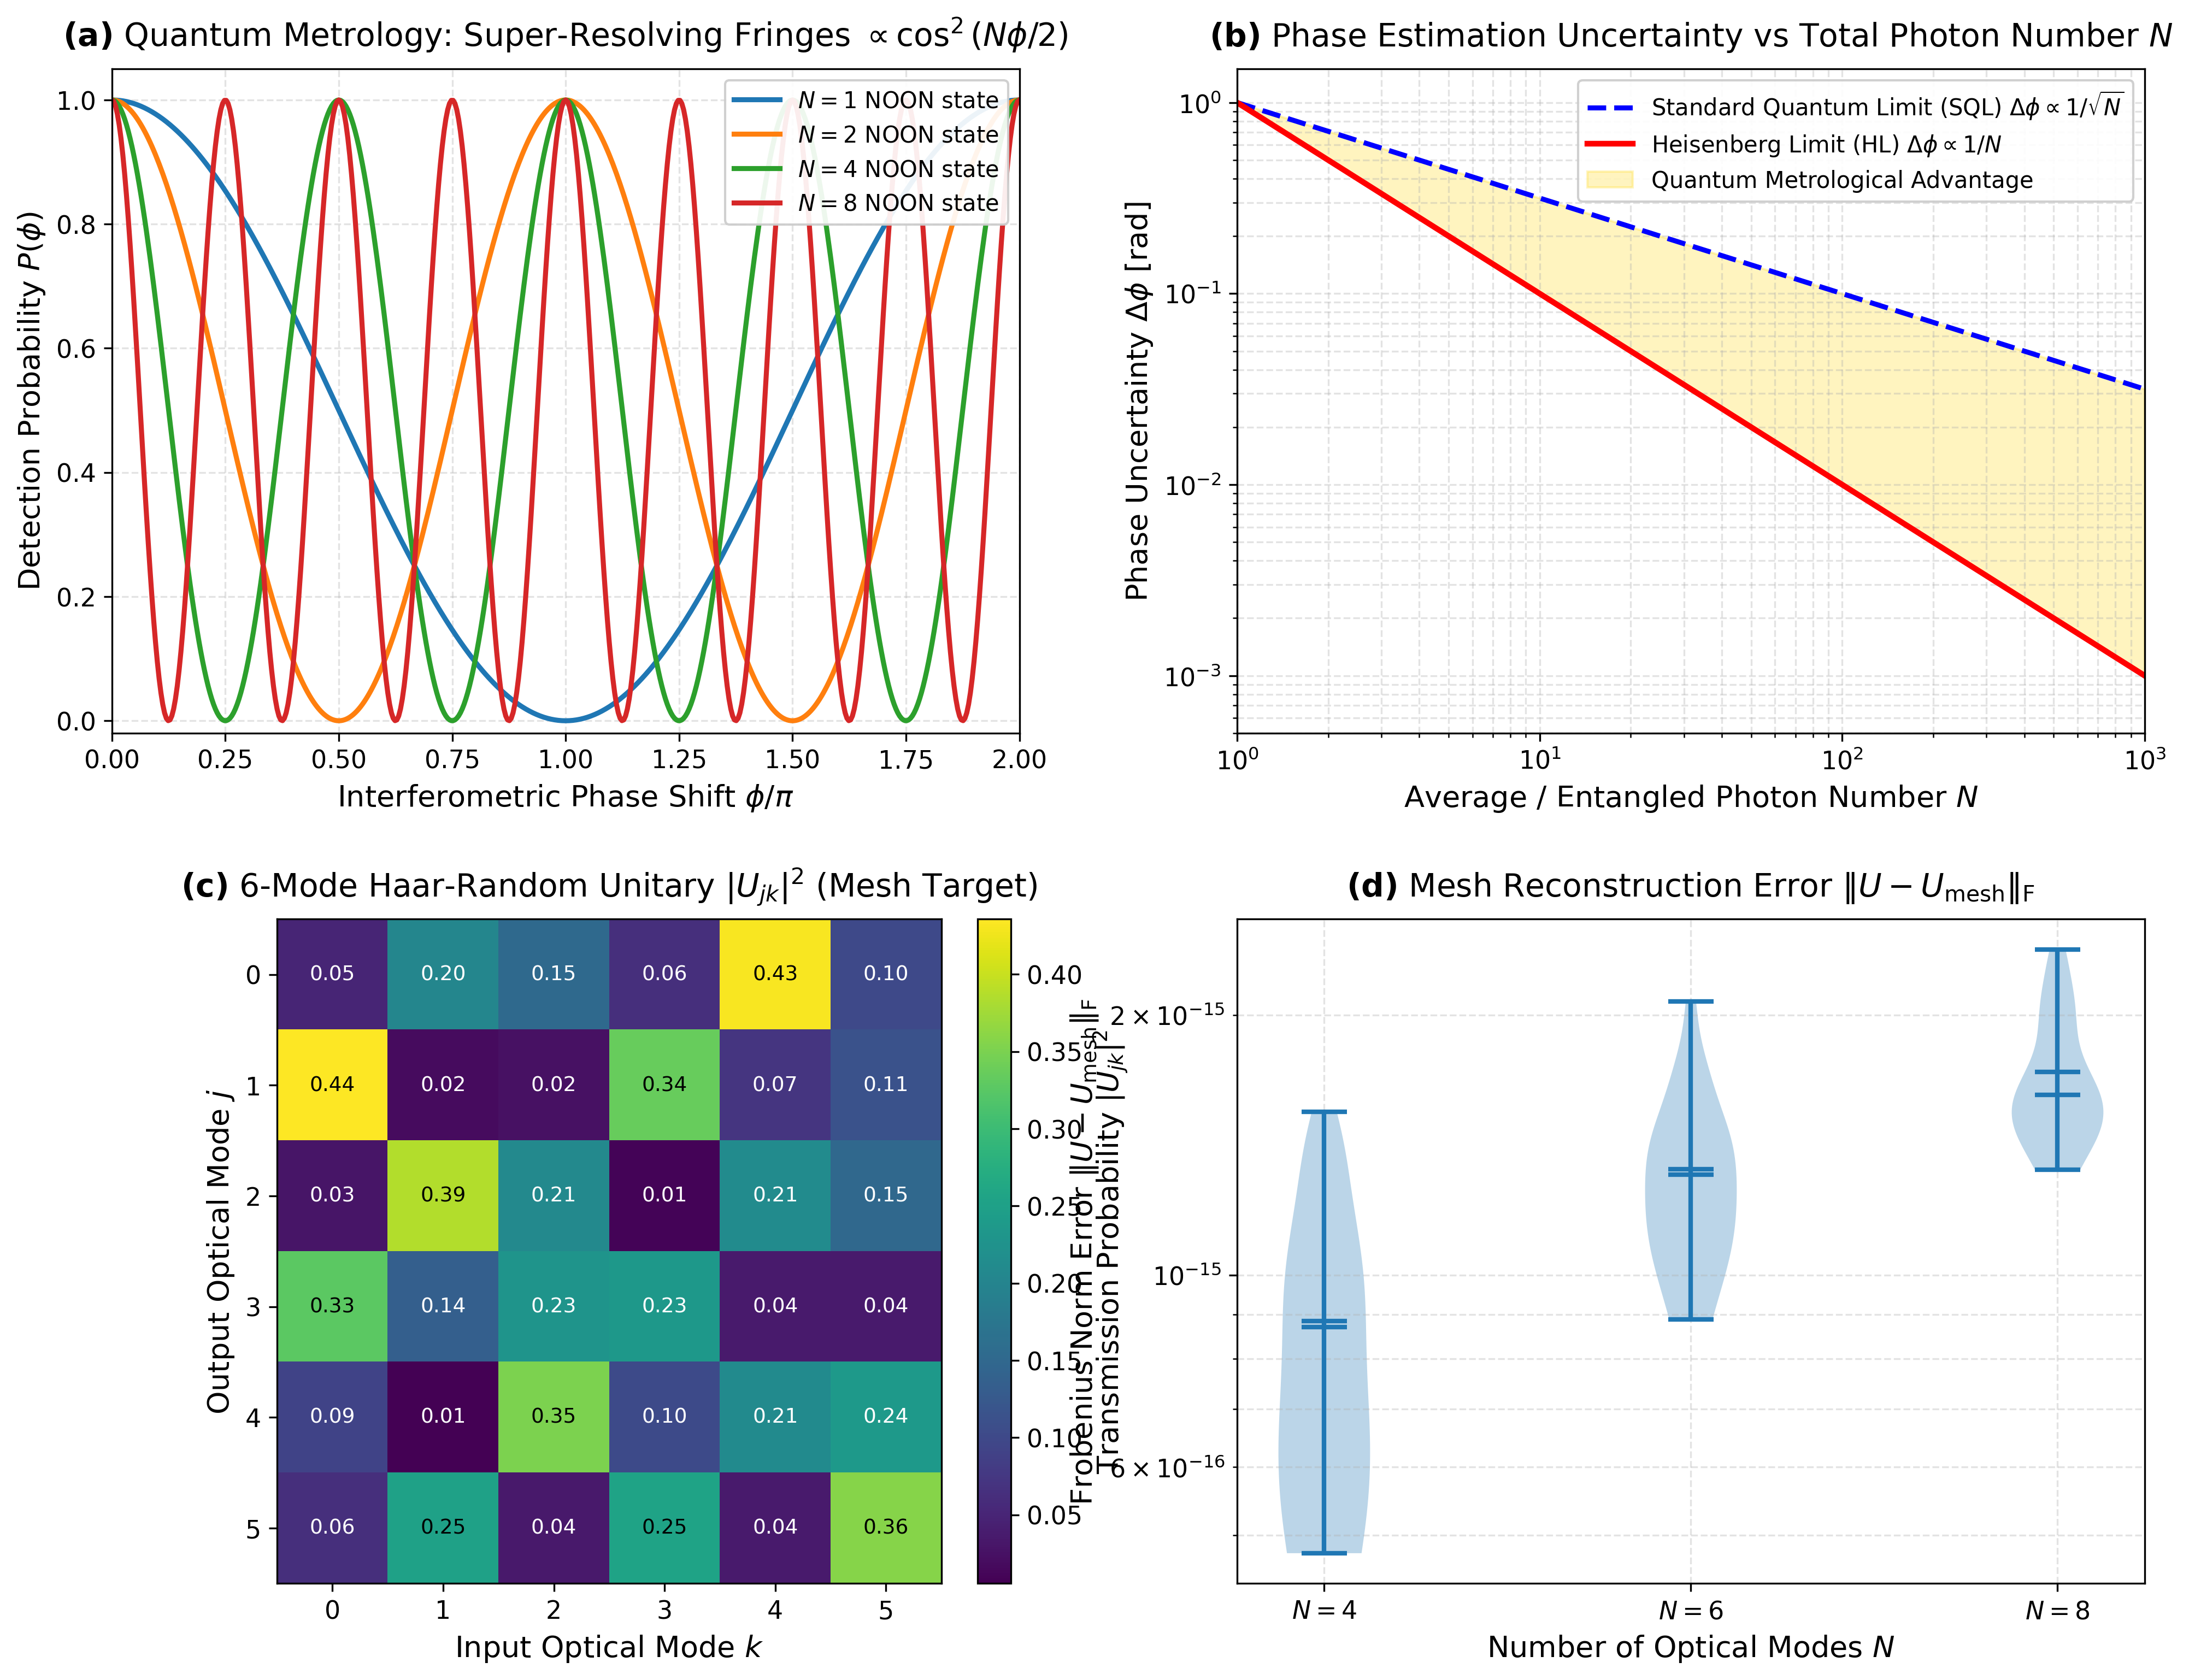 (a) Quantum Metrology: Super-Resolving Fringes ∝ cos² (Nϕ/2)
Detection Probability P(ϕ)
1.0
0.8
0.6
0.4
0.2
0.0
N = 1 NOON state
N = 2 NOON state
N = 4 NOON state
N = 8 NOON state
0.00 0.25 0.50 0.75 1.00 1.25 1.50 1.75 2.00
Interferometric Phase Shift ϕ/π
(b) Phase Estimation Uncertainty vs Total Photon Number N
Phase Uncertainty Δϕ [rad]
10⁰
10⁻¹
10⁻²
10⁻³
Standard Quantum Limit (SQL) Δϕ ∝ 1/√N
Heisenberg Limit (HL) Δϕ ∝ 1/N
Quantum Metrological Advantage
10⁰ 10¹ 10² 10³
Average / Entangled Photon Number N
(c) 6-Mode Haar-Random Unitary |Uⱼₖ|² (Mesh Target)
Output Optical Mode j
0 0.05 0.20 0.15 0.06 0.43 0.10
1 0.44 0.02 0.02 0.34 0.07 0.11
2 0.03 0.39 0.21 0.01 0.21 0.15
3 0.33 0.14 0.23 0.23 0.04 0.04
4 0.09 0.01 0.35 0.10 0.21 0.24
5 0.06 0.25 0.04 0.25 0.04 0.36
0 1 2 3 4 5
Input Optical Mode k
0.40
0.35
0.30
0.25
0.20
0.15
0.10
0.05
Transmission Probability |Uⱼₖ|²
(d) Mesh Reconstruction Error ‖U − U_mesh‖_F
Frobenius Norm Error ‖U − U_mesh‖_F
2 × 10⁻¹⁵
10⁻¹⁵
6 × 10⁻¹⁶
N = 4 N = 6 N = 8
Number of Optical Modes N